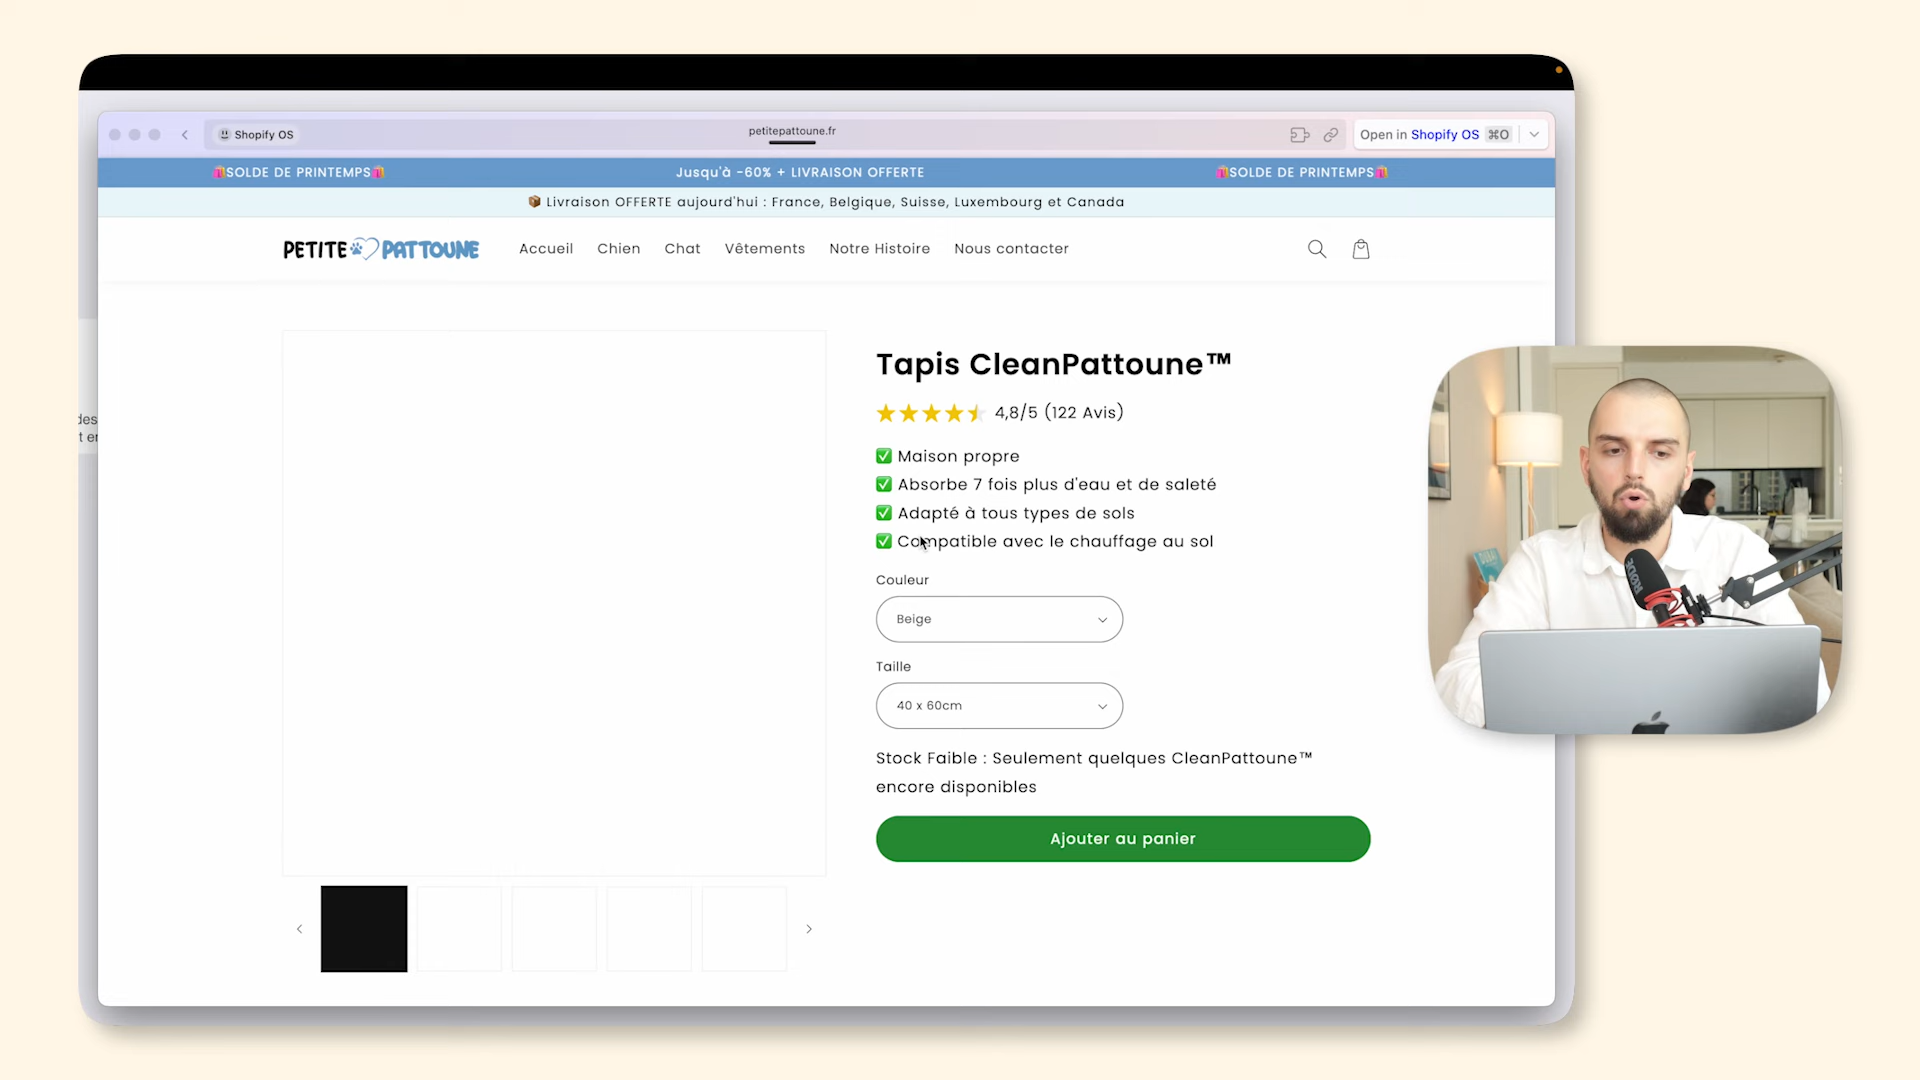 Shopify OS
petitepattoune.fr
Open in Shopify OS ⌘O
🛍️SOLDE DE PRINTEMPS🛍️
Jusqu'à -60% + LIVRAISON OFFERTE
🛍️SOLDE DE PRINTEMPS🛍️
📦 Livraison OFFERTE aujourd'hui : France, Belgique, Suisse, Luxembourg et Canada
PETITE PATTOUNE
Accueil Chien Chat Vêtements Notre Histoire Nous contacter
Tapis CleanPattoune™
4,8/5 (122 Avis)
✅ Maison propre
✅ Absorbe 7 fois plus d'eau et de saleté
✅ Adapté à tous types de sols
✅ Compatible avec le chauffage au sol
Couleur
Beige
Taille
40 x 60cm
Stock Faible : Seulement quelques CleanPattoune™
encore disponibles
Ajouter au panier
des
RØDE